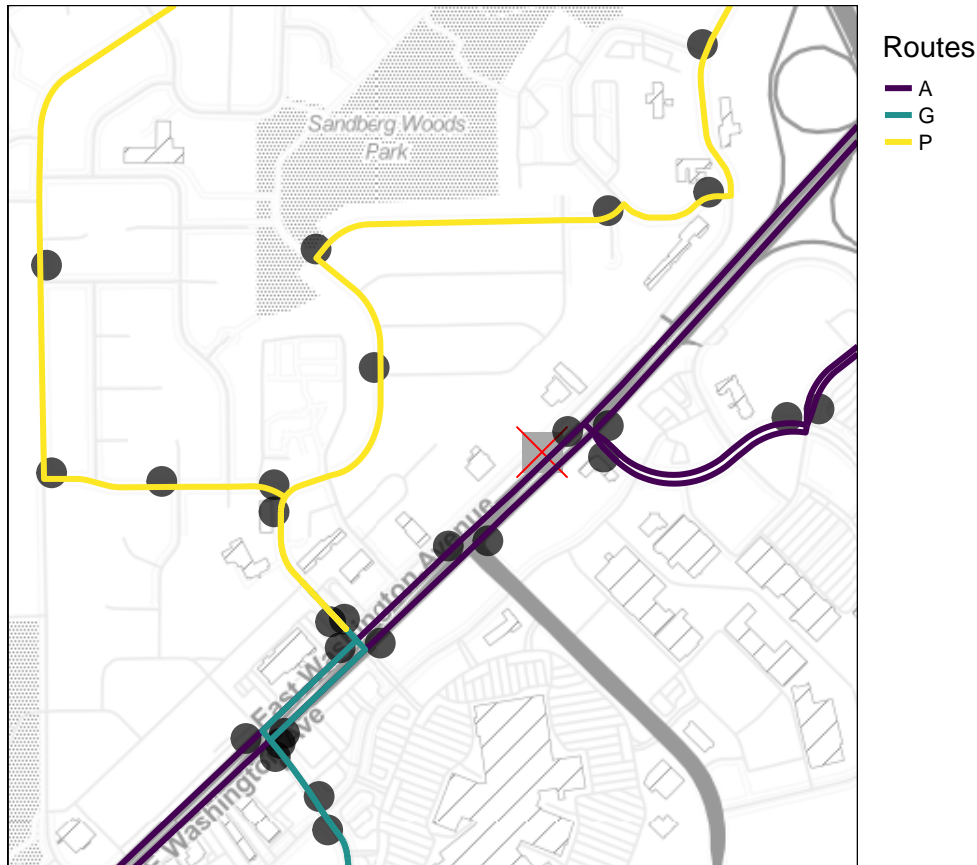 Routes
A
G
P
Sandberg Woods
Park
East Washington Avenue
E Washington Ave